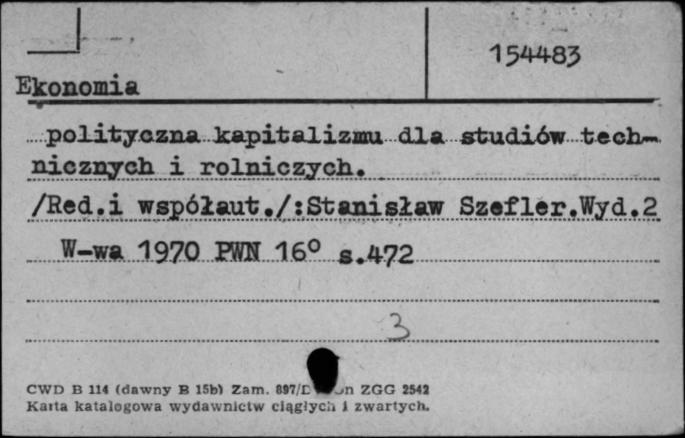 154483
Ekonomia
polityczna kapitalizmu dla studiów tech-
nicznych i rolniczych.
/Red.i współaut./:Stanisław Szefler.Wyd.2
W-wa 1970 PWN 16° s.472
3
CWD B 114 (dawny B 15b) Zam. 897/D ZGG 2542
Karta katalogowa wydawnictw ciągłych i zwartych.